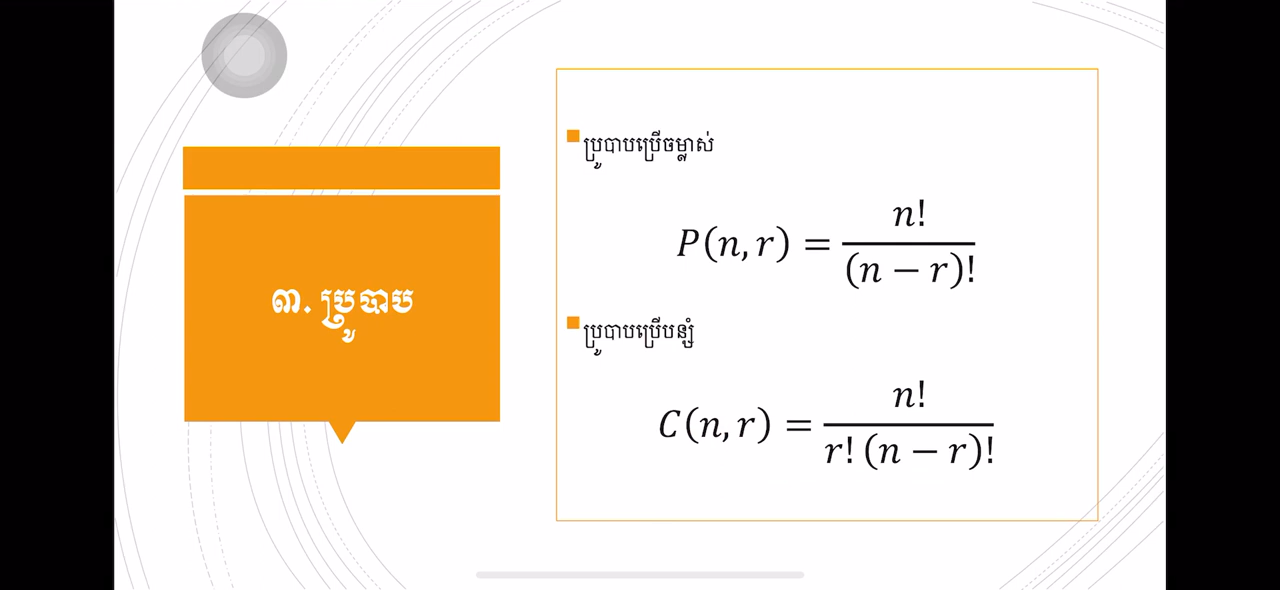 ៣. ប្រូបាប
ប្រូបាបប្រើចម្លាស់
P(n, r) = n! / (n − r)!
ប្រូបាបប្រើបន្សំ
C(n, r) = n! / r! (n − r)!